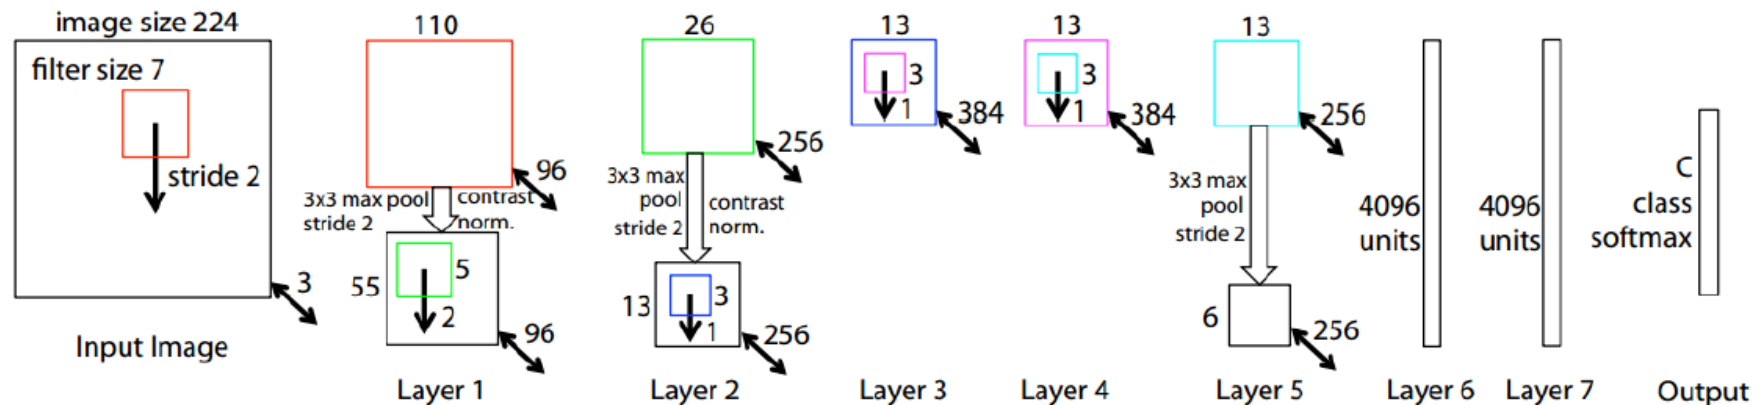 image size 224
filter size 7
stride 2
3
Input Image
110
96
3x3 max pool
stride 2
contrast
norm.
55
5
2
96
Layer 1
26
256
3x3 max
pool
stride 2
contrast
norm.
13
3
1
256
Layer 2
13
3
1
384
Layer 3
13
3
1
384
Layer 4
13
256
3x3 max
pool
stride 2
6
256
Layer 5
4096
units
Layer 6
4096
units
Layer 7
C
class
softmax
Output